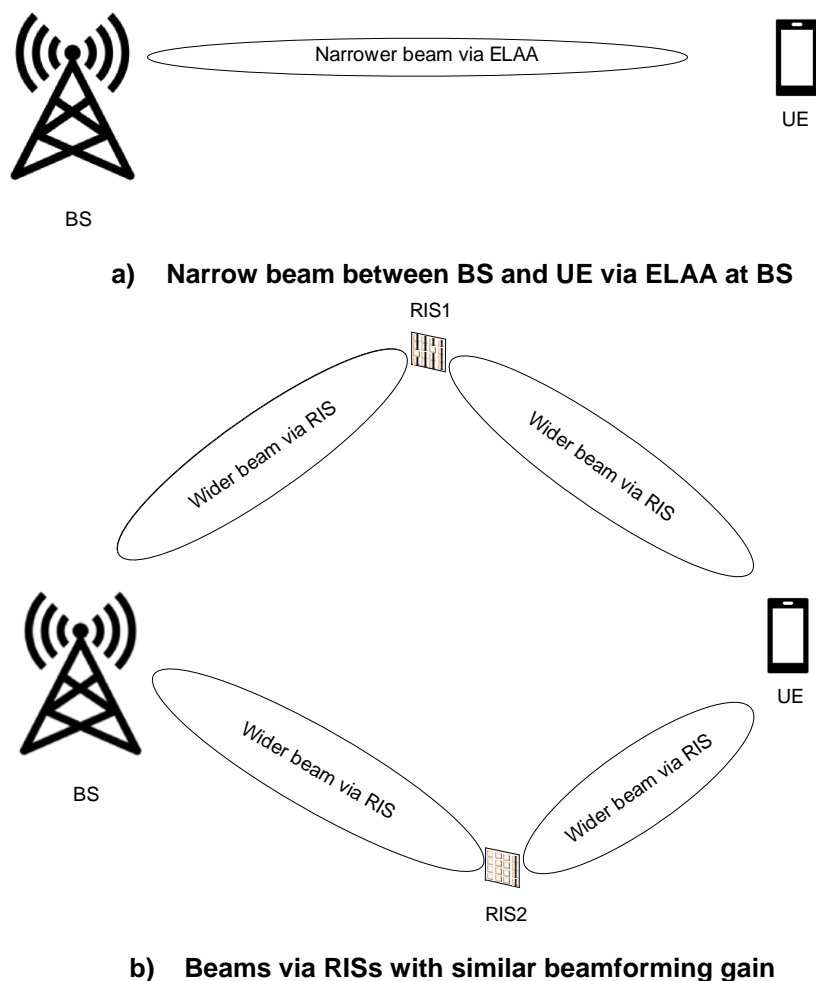 Narrower beam via ELAA
UE
BS
a) Narrow beam between BS and UE via ELAA at BS
RIS1
Wider beam via RIS
Wider beam via RIS
UE
Wider beam via RIS
Wider beam via RIS
BS
RIS2
b) Beams via RISs with similar beamforming gain